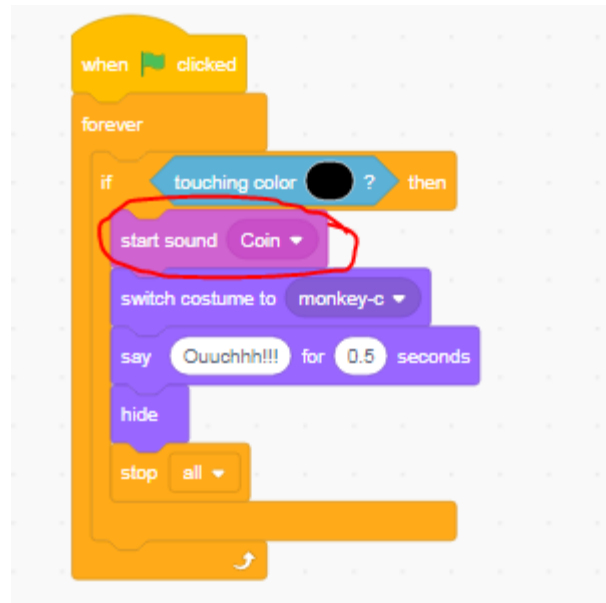 when clicked
forever
if touching color ? then
start sound Coin
switch costume to monkey-c
say Ouuchhh!!! for 0.5 seconds
hide
stop all